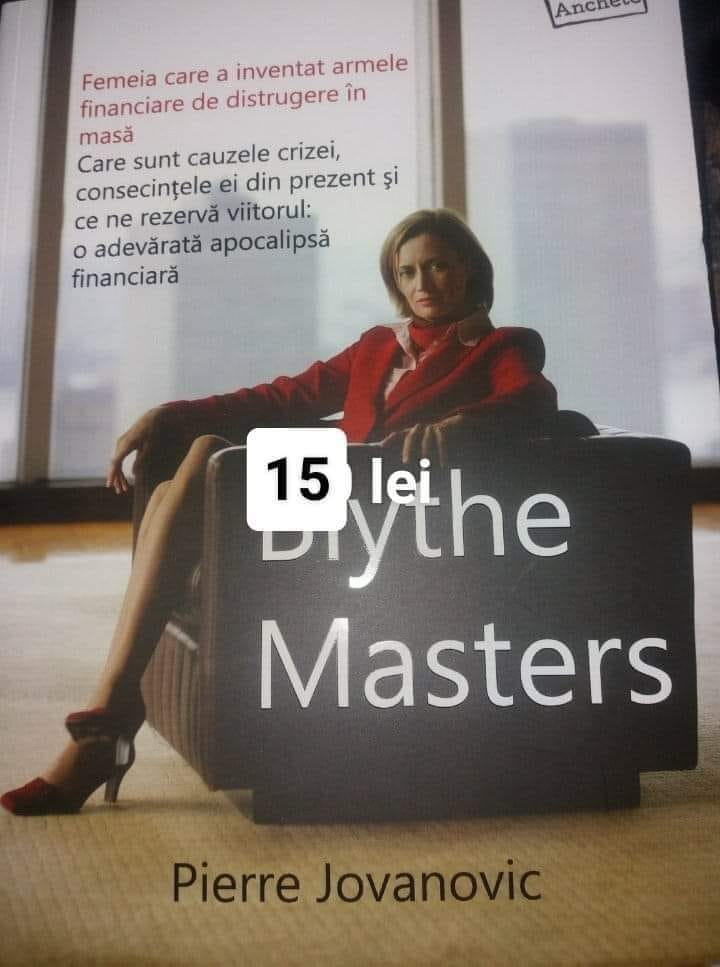 Anchete
Femeia care a inventat armele
financiare de distrugere în
masă
Care sunt cauzele crizei,
consecinţele ei din prezent şi
ce ne rezervă viitorul:
o adevărată apocalipsă
financiară
15 lei
Blythe
Masters
Pierre Jovanovic